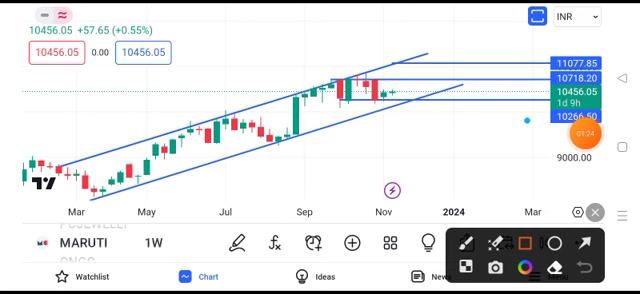 INR
10456.05 +57.65 (+0.55%)
10456.05 0.00 10456.05
11077.85
10718.20
10456.05
1d 9h
10266.50
01:24
9000.00
Mar May Jul Sep Nov 2024 Mar
MARUTI 1W
ONGC
Watchlist Chart Ideas News